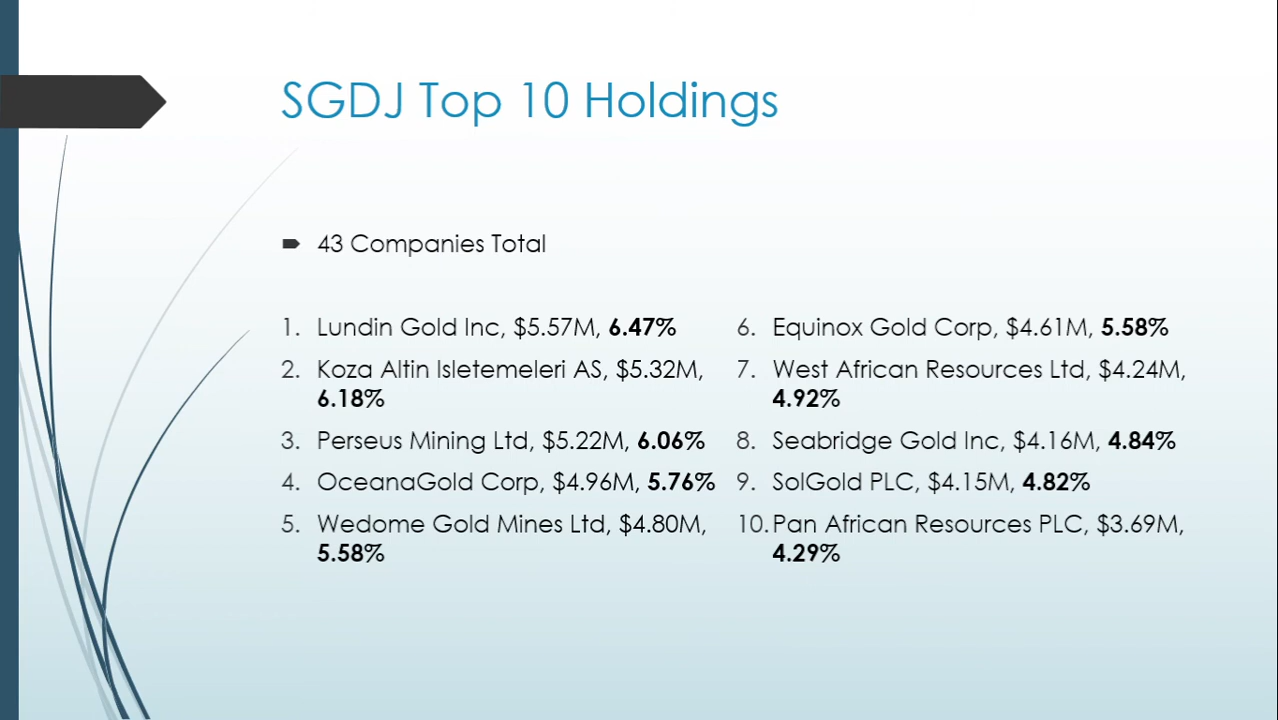 SGDJ Top 10 Holdings
43 Companies Total
1. Lundin Gold Inc, $5.57M, 6.47%
2. Koza Altin Isletemeleri AS, $5.32M,
6.18%
3. Perseus Mining Ltd, $5.22M, 6.06%
4. OceanaGold Corp, $4.96M, 5.76%
5. Wedome Gold Mines Ltd, $4.80M,
5.58%
6. Equinox Gold Corp, $4.61M, 5.58%
7. West African Resources Ltd, $4.24M,
4.92%
8. Seabridge Gold Inc, $4.16M, 4.84%
9. SolGold PLC, $4.15M, 4.82%
10. Pan African Resources PLC, $3.69M,
4.29%